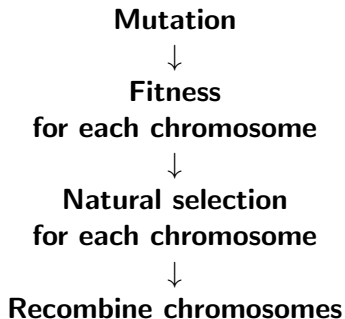 Mutation
↓
Fitness
for each chromosome
↓
Natural selection
for each chromosome
↓
Recombine chromosomes